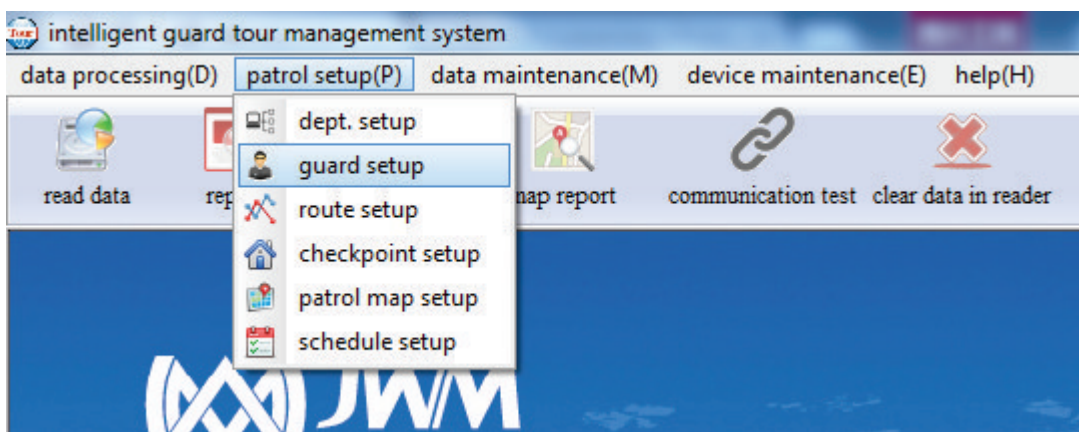 Tour intelligent guard tour management system
data processing(D) patrol setup(P) data maintenance(M) device maintenance(E) help(H)
dept. setup
guard setup
read data map report communication test clear data in reader
route setup
checkpoint setup
patrol map setup
schedule setup
JWM